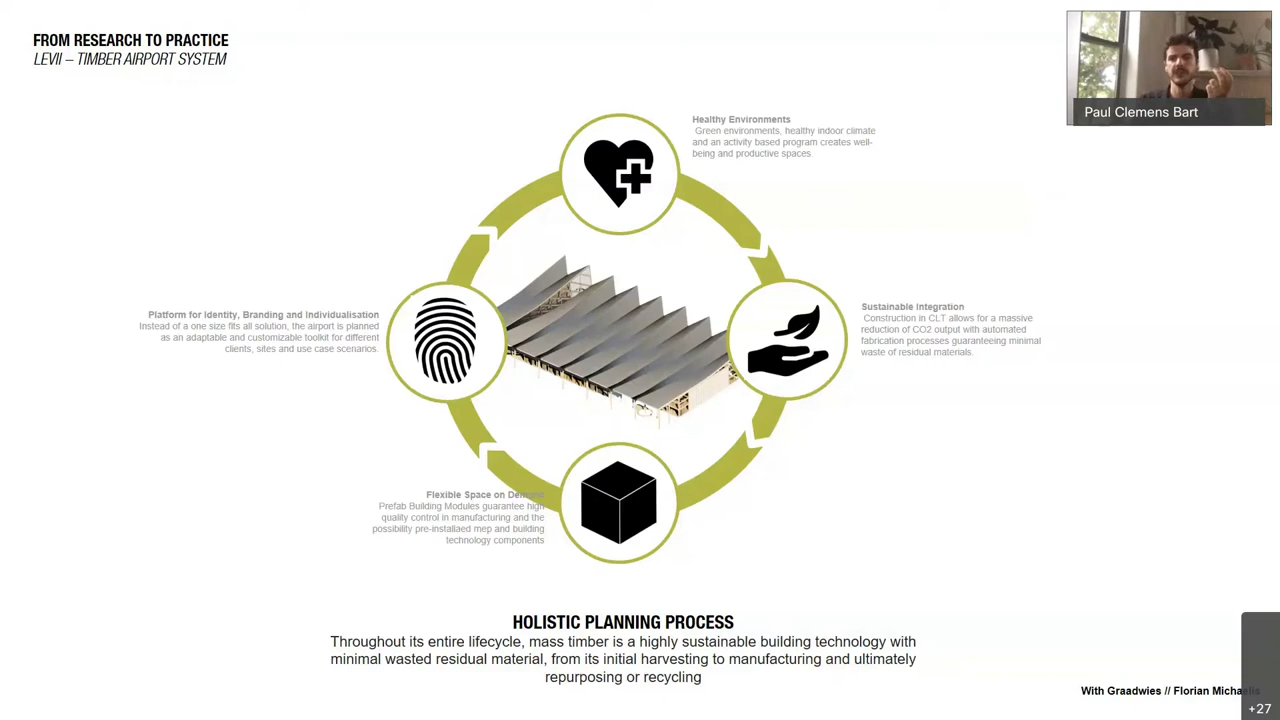 FROM RESEARCH TO PRACTICE
LEVII – TIMBER AIRPORT SYSTEM
Paul Clemens Bart
Healthy Environments
Green environments, healthy indoor climate
and an activity based program creates well-
being and productive spaces.
Platform for Identity, Branding and Individualisation
Instead of a one size fits all solution, the airport is planned
as an adaptable and customizable toolkit for different
clients, sites and use case scenarios.
Sustainable Integration
Construction in CLT allows for a massive
reduction of CO2 output with automated
fabrication processes guaranteeing minimal
waste of residual materials.
Flexible Space on Demand
Prefab Building Modules guarantee high
quality control in manufacturing and the
possibility pre-installaed mep and building
technology components
HOLISTIC PLANNING PROCESS
Throughout its entire lifecycle, mass timber is a highly sustainable building technology with
minimal wasted residual material, from its initial harvesting to manufacturing and ultimately
repurposing or recycling
With Graadwies // Florian Michaelis
+27